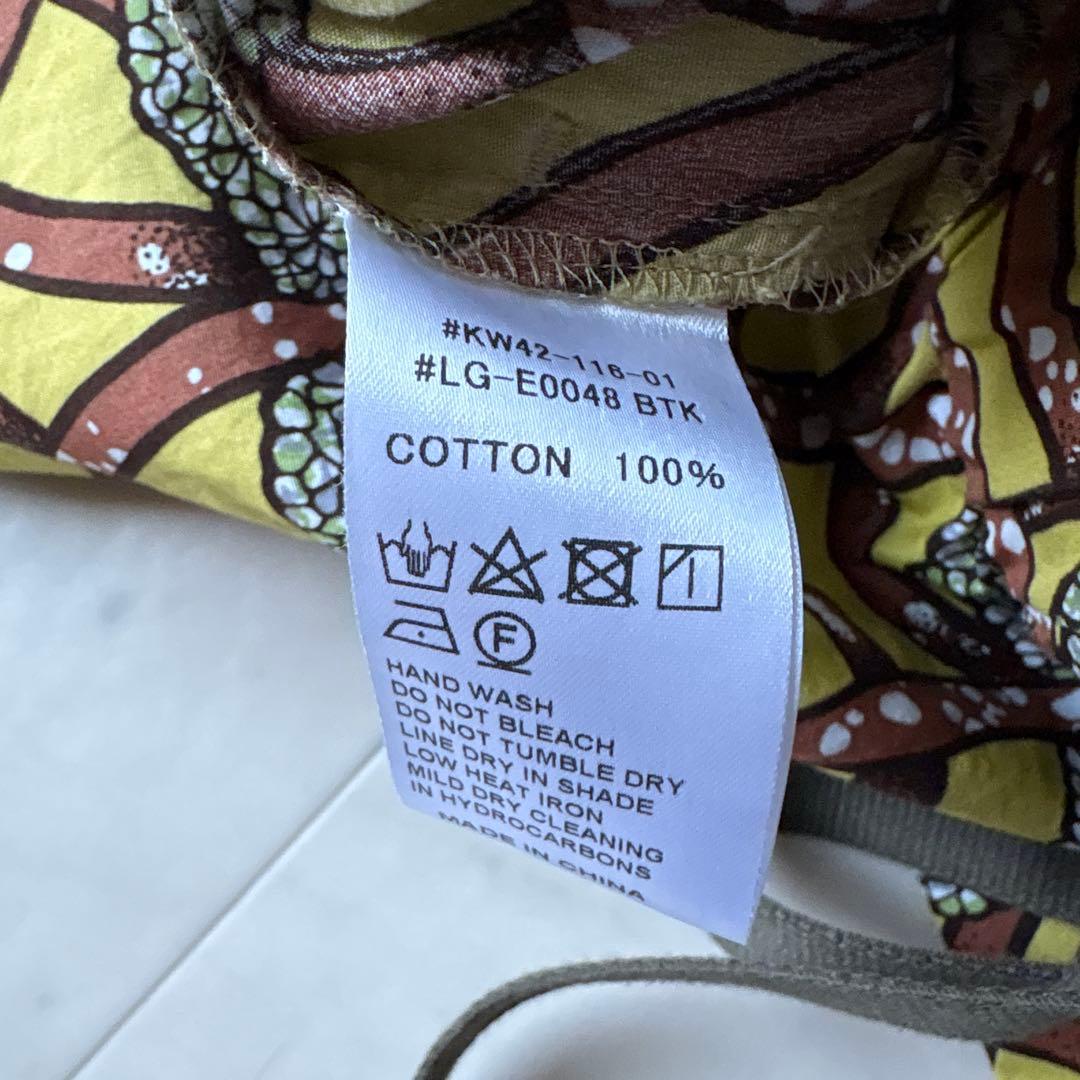 #KW42-116-01
#LG-E0048 BTK
COTTON 100%
F
HAND WASH
DO NOT BLEACH
DO NOT TUMBLE DRY
LINE DRY IN SHADE
LOW HEAT IRON
MILD DRY CLEANING
IN HYDROCARBONS
MADE IN CHINA